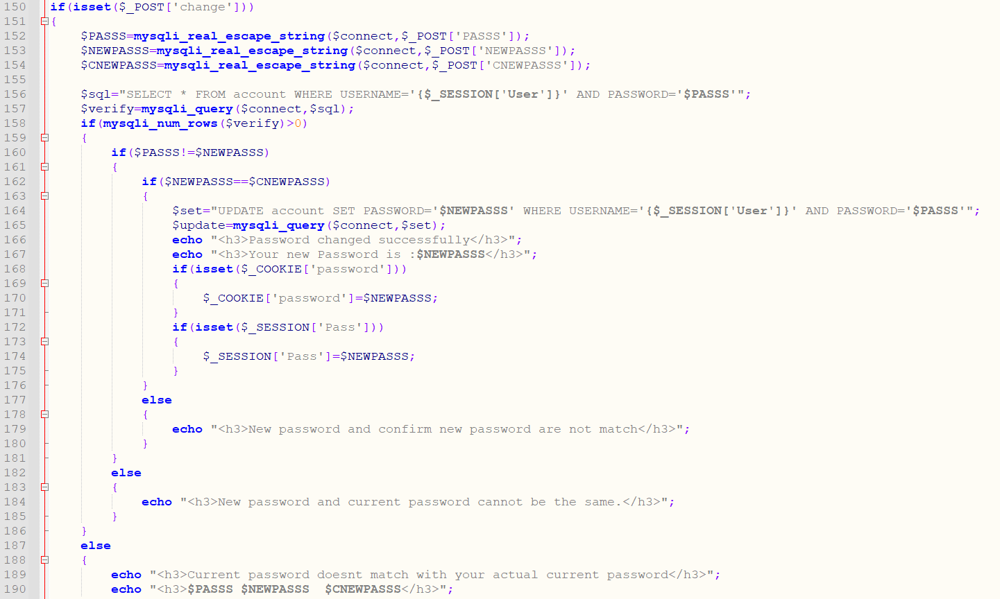 150 if(isset($_POST['change']))
151 {
152 $PASSS=mysqli_real_escape_string($connect,$_POST['PASSS']);
153 $NEWPASSS=mysqli_real_escape_string($connect,$_POST['NEWPASSS']);
154 $CNEWPASSS=mysqli_real_escape_string($connect,$_POST['CNEWPASSS']);
155
156 $sql="SELECT * FROM account WHERE USERNAME='{$_SESSION['User']}' AND PASSWORD='$PASSS'";
157 $verify=mysqli_query($connect,$sql);
158 if(mysqli_num_rows($verify)>0)
159 {
160 if($PASSS!=$NEWPASSS)
161 {
162 if($NEWPASSS==$CNEWPASSS)
163 {
164 $set="UPDATE account SET PASSWORD='$NEWPASSS' WHERE USERNAME='{$_SESSION['User']}' AND PASSWORD='$PASSS'";
165 $update=mysqli_query($connect,$set);
166 echo "<h3>Password changed successfully</h3>";
167 echo "<h3>Your new Password is :$NEWPASSS</h3>";
168 if(isset($_COOKIE['password']))
169 {
170 $_COOKIE['password']=$NEWPASSS;
171 }
172 if(isset($_SESSION['Pass']))
173 {
174 $_SESSION['Pass']=$NEWPASSS;
175 }
176 }
177 else
178 {
179 echo "<h3>New password and confirm new password are not match</h3>";
180 }
181 }
182 else
183 {
184 echo "<h3>New password and current password cannot be the same.</h3>";
185 }
186 }
187 else
188 {
189 echo "<h3>Current password doesnt match with your actual current password</h3>";
190 echo "<h3>$PASSS $NEWPASSS  $CNEWPASSS</h3>";